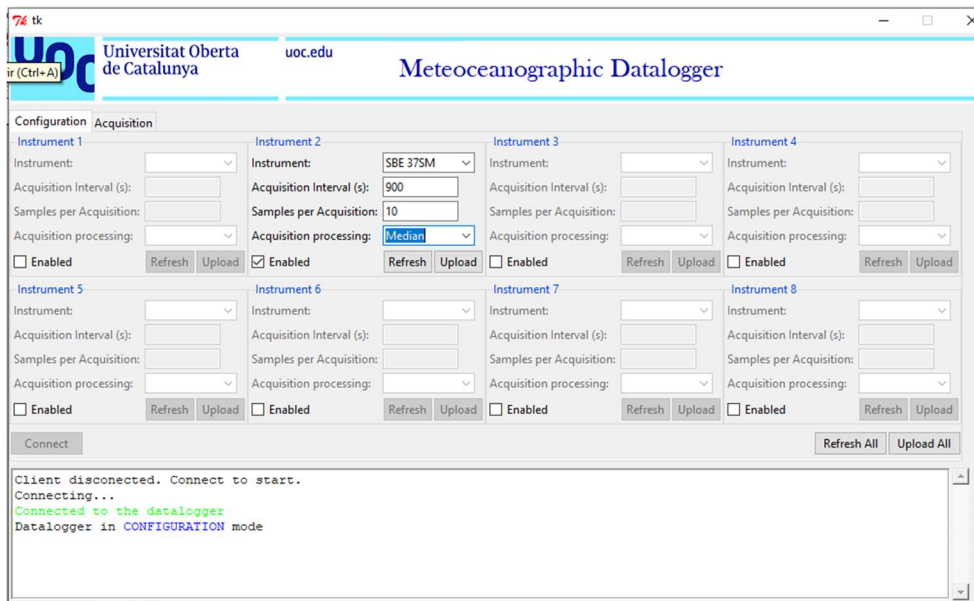 tk
uoc
Universitat Oberta
de Catalunya
uoc.edu
Meteoceanographic Datalogger
ir (Ctrl+A)
Configuration Acquisition
Instrument 1
Instrument:
Acquisition Interval (s):
Samples per Acquisition:
Acquisition processing:
Enabled Refresh Upload
Instrument 2
Instrument: SBE 37SM
Acquisition Interval (s): 900
Samples per Acquisition: 10
Acquisition processing: Median
Enabled Refresh Upload
Instrument 3
Instrument:
Acquisition Interval (s):
Samples per Acquisition:
Acquisition processing:
Enabled Refresh Upload
Instrument 4
Instrument:
Acquisition Interval (s):
Samples per Acquisition:
Acquisition processing:
Enabled Refresh Upload
Instrument 5
Instrument:
Acquisition Interval (s):
Samples per Acquisition:
Acquisition processing:
Enabled Refresh Upload
Instrument 6
Instrument:
Acquisition Interval (s):
Samples per Acquisition:
Acquisition processing:
Enabled Refresh Upload
Instrument 7
Instrument:
Acquisition Interval (s):
Samples per Acquisition:
Acquisition processing:
Enabled Refresh Upload
Instrument 8
Instrument:
Acquisition Interval (s):
Samples per Acquisition:
Acquisition processing:
Enabled Refresh Upload
Connect Refresh All Upload All
Client disconected. Connect to start.
Connecting...
Connected to the datalogger
Datalogger in CONFIGURATION mode